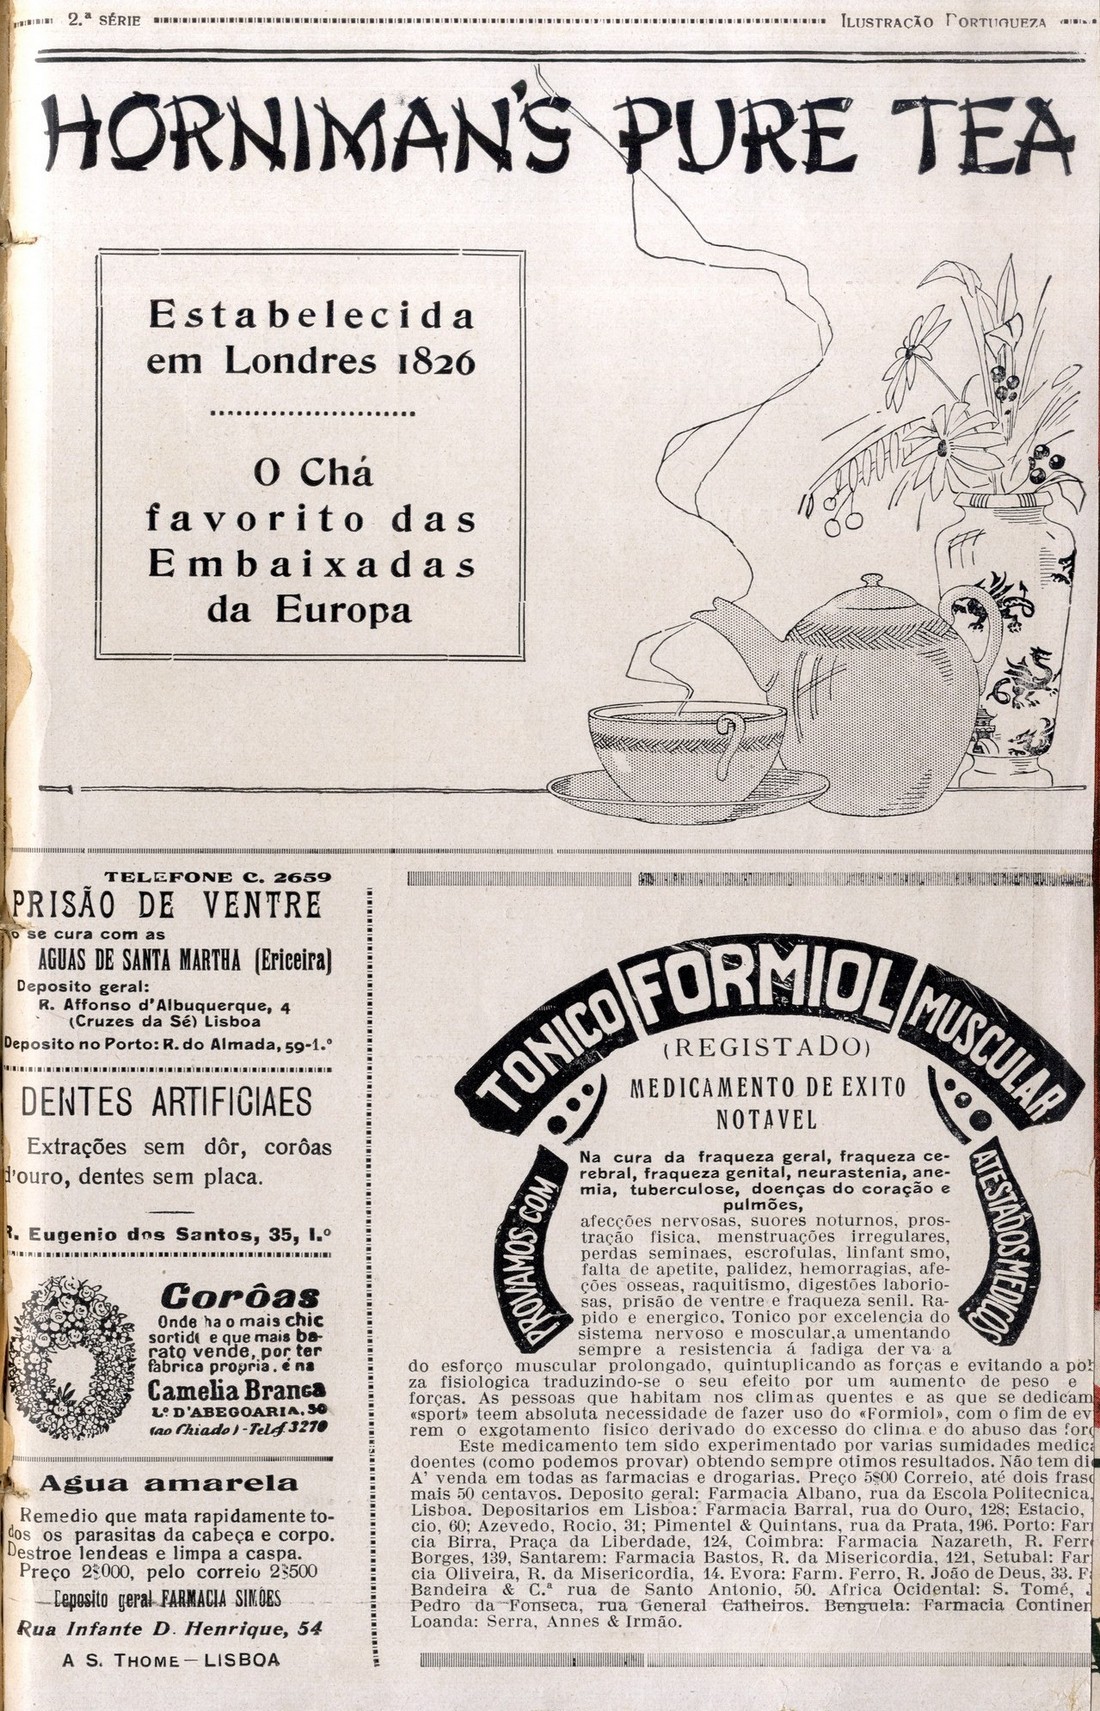 2.ª SÉRIE
ILUSTRAÇÃO PORTUGUEZA
HORNIMAN'S PURE TEA
Estabelecida
em Londres 1826
O Chá
favorito das
Embaixadas
da Europa
TELEFONE C. 2659
PRISÃO DE VENTRE
se cura com as
AGUAS DE SANTA MARTHA (Ericeira)
Deposito geral:
R. Affonso d'Albuquerque, 4
(Cruzes da Sé) Lisboa
Deposito no Porto: R. do Almada, 59-1.º
DENTES ARTIFICIAES
Extrações sem dôr, corôas
d'ouro, dentes sem placa.
R. Eugenio dos Santos, 35, 1.º
Corôas
Onde ha o mais chic
sortido e que mais ba-
rato vende, por ter
fabrica propria, é na
Camelia Branca
L.º D'ABEGOARIA, 50
(ao Chiado) - Telf. 3270
Agua amarela
Remedio que mata rapidamente to-
dos os parasitas da cabeça e corpo.
Destroe lendeas e limpa a caspa.
Preço 2$000, pelo correio 2$500
Deposito geral FARMACIA SIMÕES
Rua Infante D. Henrique, 54
A S. THOME — LISBOA
TONICO FORMIOL MUSCULAR
(REGISTADO)
MEDICAMENTO DE EXITO
NOTAVEL
PROVAMOS COM
ATESTADOS MEDICOS
Na cura da fraqueza geral, fraqueza ce-
rebral, fraqueza genital, neurastenia, ane-
mia, tuberculose, doenças do coração e
pulmões,
afecções nervosas, suores noturnos, pros-
tração fisica, menstruações irregulares,
perdas seminaes, escrofulas, linfant smo,
falta de apetite, palidez, hemorragias, afe-
ções osseas, raquitismo, digestões laborio-
sas, prisão de ventre e fraqueza senil. Ra-
pido e energico. Tonico por excelencia do
sistema nervoso e moscular,a umentando
sempre a resistencia á fadiga der va a
do esforço muscular prolongado, quintuplicando as forças e evitando a pob
za fisiologica traduzindo-se o seu efeito por um aumento de peso e
forças. As pessoas que habitam nos climas quentes e as que se dedicam
«sport» teem absoluta necessidade de fazer uso do «Formiol», com o fim de ev
rem o exgotamento fisico derivado do excesso do clima e do abuso das forç
Este medicamento tem sido experimentado por varias sumidades medica
doentes (como podemos provar) obtendo sempre otimos resultados. Não tem di
A' venda em todas as farmacias e drogarias. Preço 5$00 Correio, até dois frasc
mais 50 centavos. Deposito geral: Farmacia Albano, rua da Escola Politecnica,
Lisboa. Depositarios em Lisboa: Farmacia Barral, rua do Ouro, 128; Estacio,
cio, 60; Azevedo, Rocio, 31; Pimentel & Quintans, rua da Prata, 196. Porto: Far
cia Birra, Praça da Liberdade, 124, Coimbra: Farmacia Nazareth, R. Ferr
Borges, 139, Santarem: Farmacia Bastos, R. da Misericordia, 121, Setubal: Far
cia Oliveira, R. da Misericordia, 14. Evora: Farm. Ferro, R. João de Deus, 33. F
Bandeira & C.ª rua de Santo Antonio, 50. Africa Ocidental: S. Tomé,
Pedro da Fonseca, rua General Calheiros. Benguela: Farmacia Continen
Loanda: Serra, Annes & Irmão.